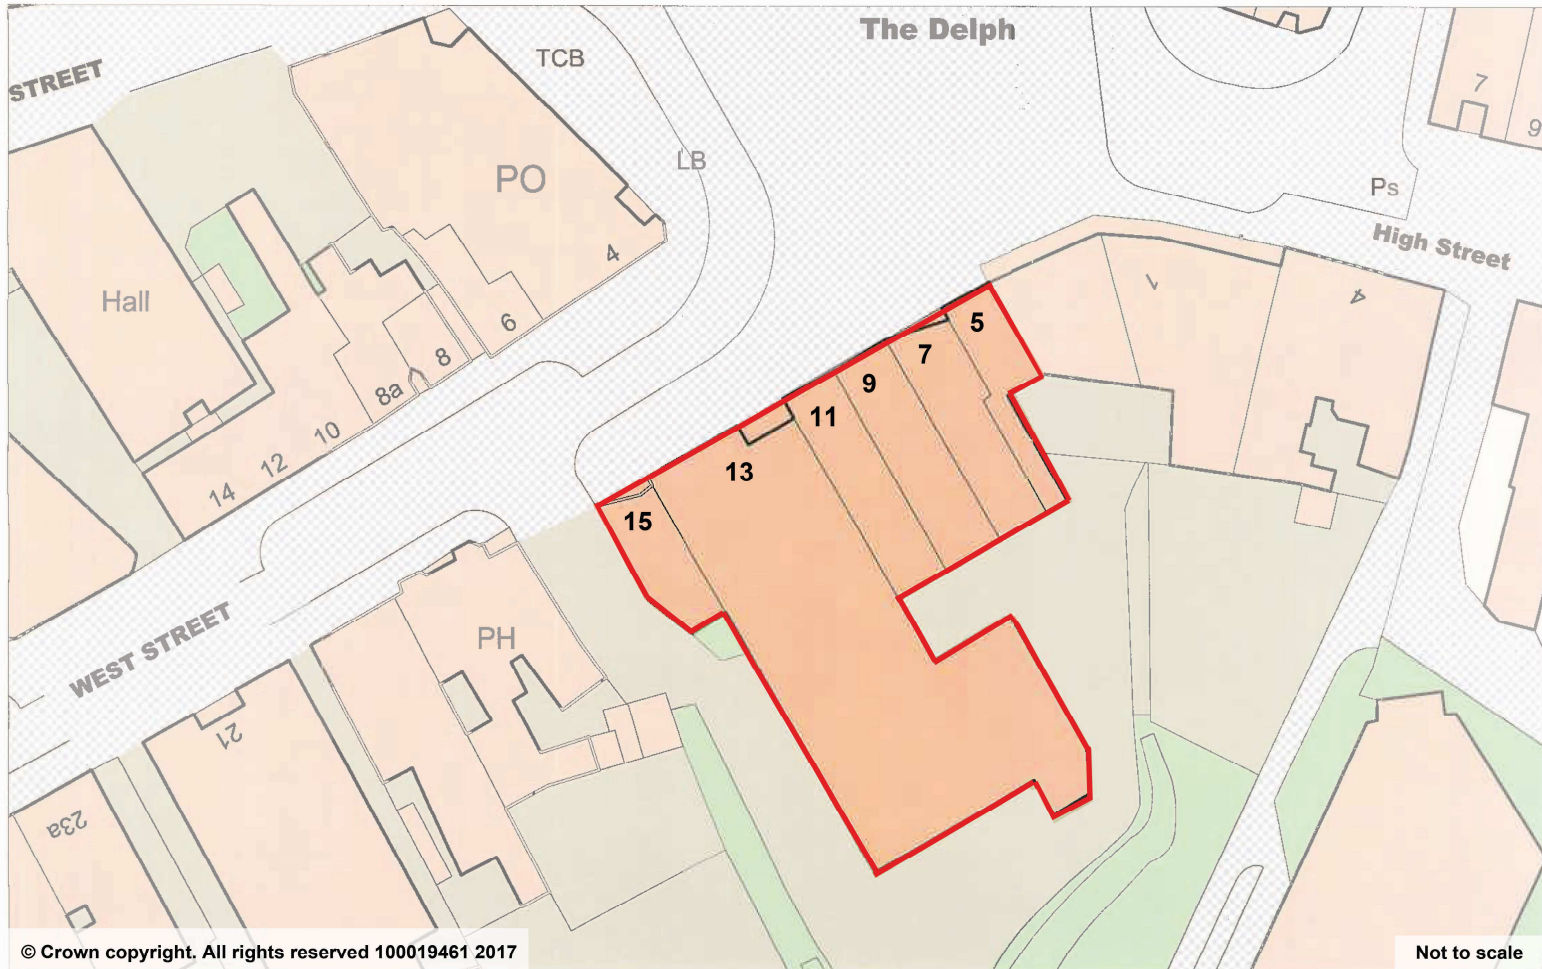 The Delph
TCB
STREET
7
9
LB
PO
Ps
High Street
4
1
4
Hall
5
6
7
8
9
8a
11
10
13
12
14
15
WEST STREET
PH
21
23a
© Crown copyright. All rights reserved 100019461 2017
Not to scale